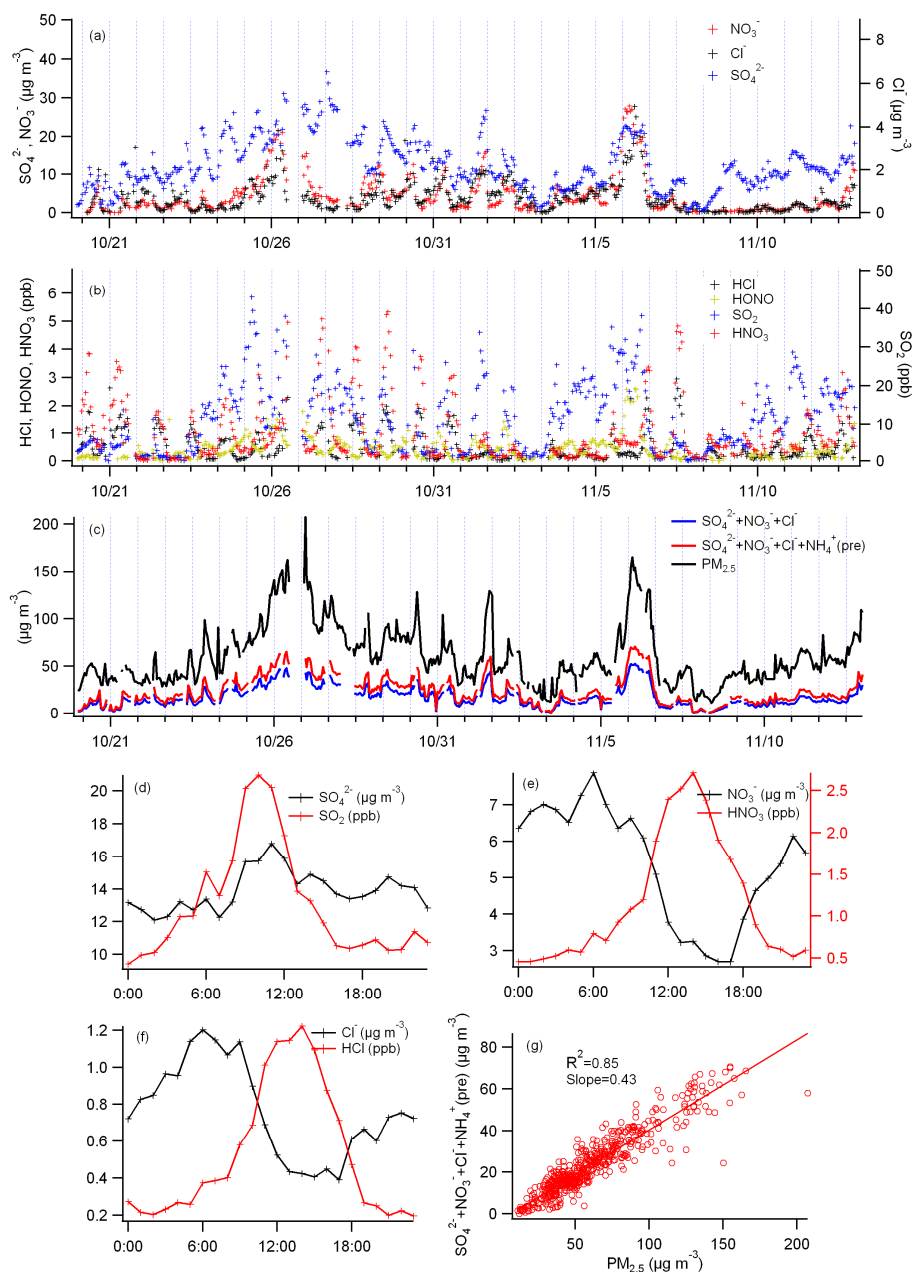 (a)
NO₃⁻
Cl⁻
SO₄²⁻
SO₄²⁻, NO₃⁻ (µg m⁻³)
50
40
30
20
10
0
Cl⁻ (µg m⁻³)
8
6
4
2
0
10/21 10/26 10/31 11/5 11/10
(b)
HCl
HONO
SO₂
HNO₃
HCl, HONO, HNO₃ (ppb)
6
5
4
3
2
1
0
SO₂ (ppb)
50
40
30
20
10
0
10/21 10/26 10/31 11/5 11/10
(c)
SO₄²⁻+NO₃⁻+Cl⁻
SO₄²⁻+NO₃⁻+Cl⁻+NH₄⁺(pre)
PM₂.₅
(µg m⁻³)
200
150
100
50
0
10/21 10/26 10/31 11/5 11/10
(d)
SO₄²⁻ (µg m⁻³)
SO₂ (ppb)
20
18
16
14
12
10
0:00 6:00 12:00 18:00
(e)
NO₃⁻ (µg m⁻³)
HNO₃ (ppb)
7
6
5
4
3
2.5
2.0
1.5
1.0
0.5
0:00 6:00 12:00 18:00
(f)
Cl⁻ (µg m⁻³)
HCl (ppb)
1.2
1.0
0.8
0.6
0.4
0.2
0:00 6:00 12:00 18:00
(g)
R²=0.85
Slope=0.43
SO₄²⁻+NO₃⁻+Cl⁻+NH₄⁺ (pre) (µg m⁻³)
80
60
40
20
0
50 100 150 200
PM₂.₅ (µg m⁻³)